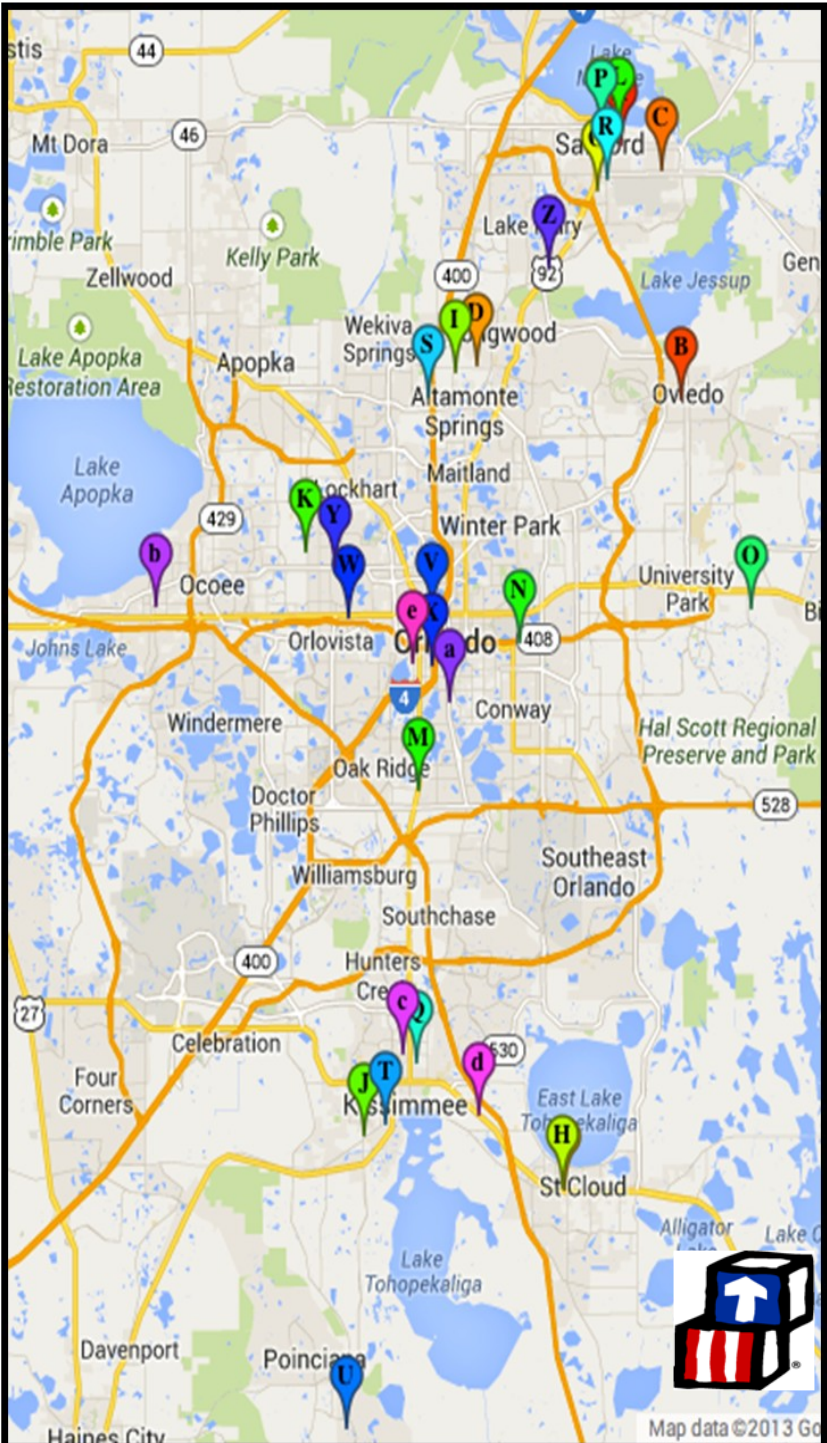 stis
44
Lake
P
L
C
R
Mt Dora
46
rimble Park
Kelly Park
Z
92
Lake Jessup
Gen
Zellwood
400
Wekiva
Springs
I
D
S
B
Lake Apopka
Restoration Area
Apopka
Oviedo
Altamonte
Springs
Lake
Apopka
Maitland
K
Lockhart
Y
429
Winter Park
b
W
V
O
Ocoee
N
University
Park
Bi
e
X
Johns Lake
Orlovista
Orlando
408
a
4
Windermere
Conway
M
Hal Scott Regional
Preserve and Park
Oak Ridge
Doctor
Phillips
528
Williamsburg
Southeast
Orlando
Southchase
400
Hunters
Cre
27
c
Q
Celebration
530
d
J
T
Four
Corners
Kissimmee
East Lake
Tohopekaliga
H
St Cloud
Alligator
Lake
Tohopekaliga
Davenport
Poinciana
U
®
Haines City
Map data ©2013 Go